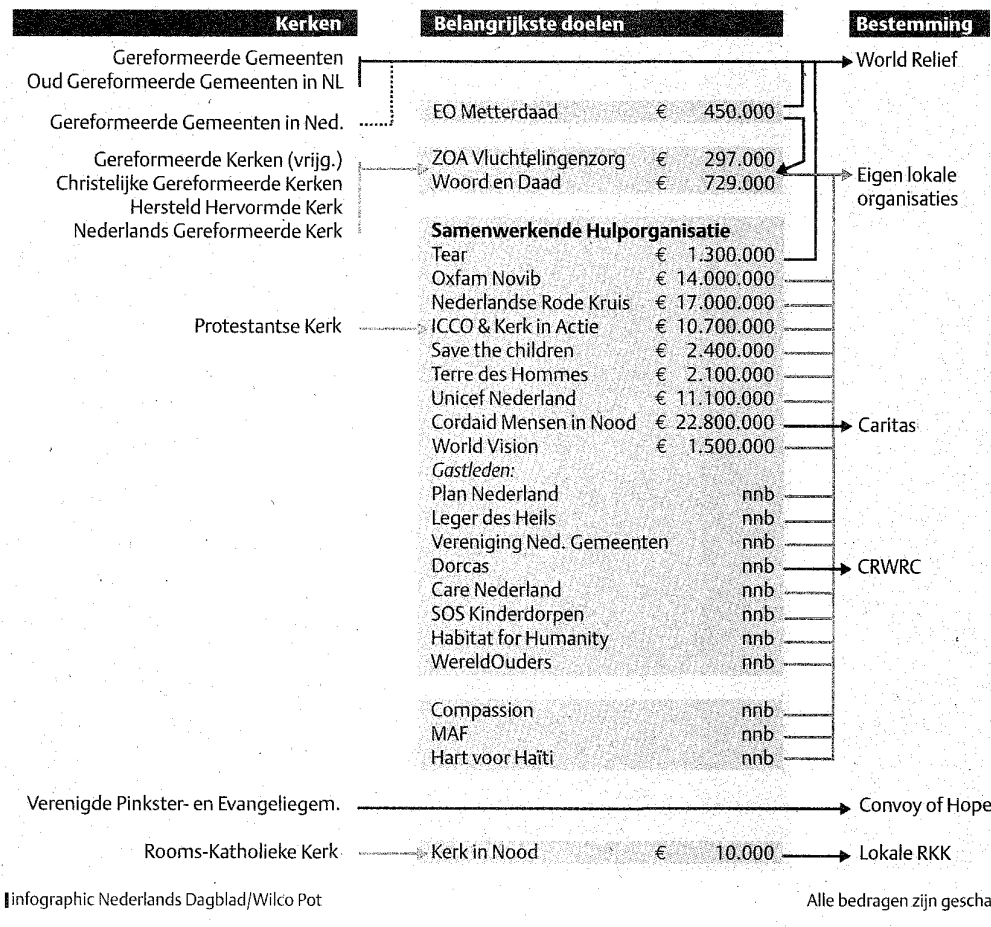 Kerken Belangrijkste doelen Bestemming
Gereformeerde Gemeenten World Relief
Oud Gereformeerde Gemeenten in NL
EO Metterdaad € 450.000
Gereformeerde Gemeenten in Ned.
Gereformeerde Kerken (vrijg.) ZOA Vluchtelingenzorg € 297.000
Christelijke Gereformeerde Kerken Woord en Daad € 729.000 Eigen lokale
Hersteld Hervormde Kerk organisaties
Nederlands Gereformeerde Kerk Samenwerkende Hulporganisatie
Tear € 1.300.000
Oxfam Novib € 14.000.000
Nederlandse Rode Kruis € 17.000.000
Protestantse Kerk ICCO & Kerk in Actie € 10.700.000
Save the children € 2.400.000
Terre des Hommes € 2.100.000
Unicef Nederland € 11.100.000
Cordaid Mensen in Nood € 22.800.000 Caritas
World Vision € 1.500.000
Gastleden:
Plan Nederland nnb
Leger des Heils nnb
Vereniging Ned. Gemeenten nnb
Dorcas nnb CRWRC
Care Nederland nnb
SOS Kinderdorpen nnb
Habitat for Humanity nnb
WereldOuders nnb
Compassion nnb
MAF nnb
Hart voor Haïti nnb
Verenigde Pinkster- en Evangeliegem. Convoy of Hope
Rooms-Katholieke Kerk Kerk in Nood € 10.000 Lokale RKK
infographic Nederlands Dagblad/Wilco Pot Alle bedragen zijn gescha